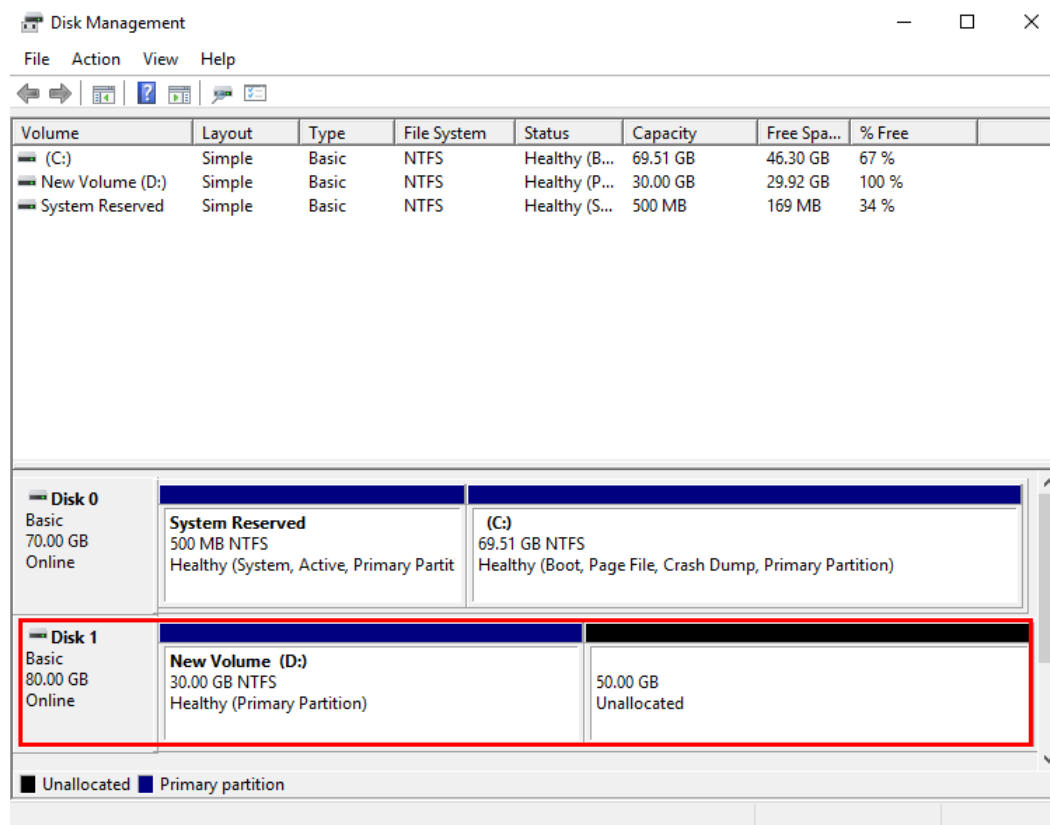 Disk Management
File Action View Help
Volume Layout Type File System Status Capacity Free Spa... % Free
(C:) Simple Basic NTFS Healthy (B... 69.51 GB 46.30 GB 67 %
New Volume (D:) Simple Basic NTFS Healthy (P... 30.00 GB 29.92 GB 100 %
System Reserved Simple Basic NTFS Healthy (S... 500 MB 169 MB 34 %
Disk 0
Basic
70.00 GB
Online
System Reserved
500 MB NTFS
Healthy (System, Active, Primary Partit
(C:)
69.51 GB NTFS
Healthy (Boot, Page File, Crash Dump, Primary Partition)
Disk 1
Basic
80.00 GB
Online
New Volume (D:)
30.00 GB NTFS
Healthy (Primary Partition)
50.00 GB
Unallocated
Unallocated Primary partition